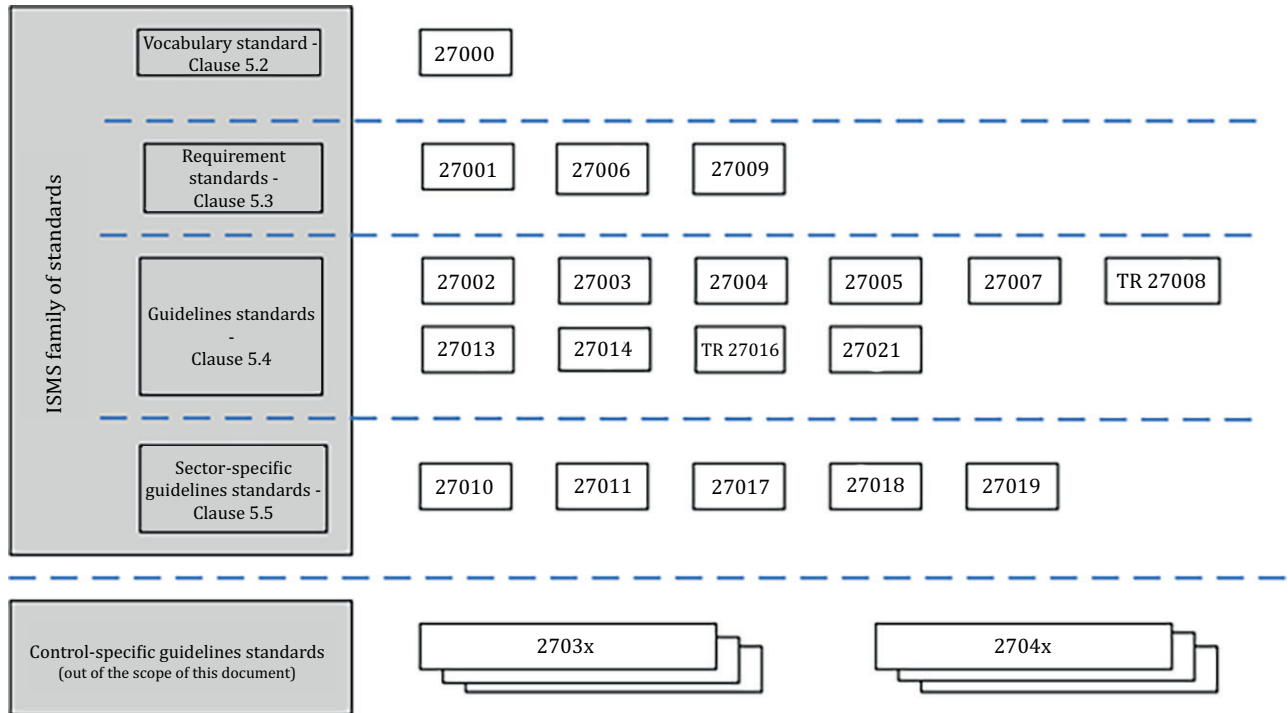 ISMS family of standards
Vocabulary standard -
Clause 5.2
27000
Requirement
standards -
Clause 5.3
27001
27006
27009
Guidelines standards
-
Clause 5.4
27002
27003
27004
27005
27007
TR 27008
27013
27014
TR 27016
27021
Sector-specific
guidelines standards -
Clause 5.5
27010
27011
27017
27018
27019
Control-specific guidelines standards
(out of the scope of this document)
2703x
2704x